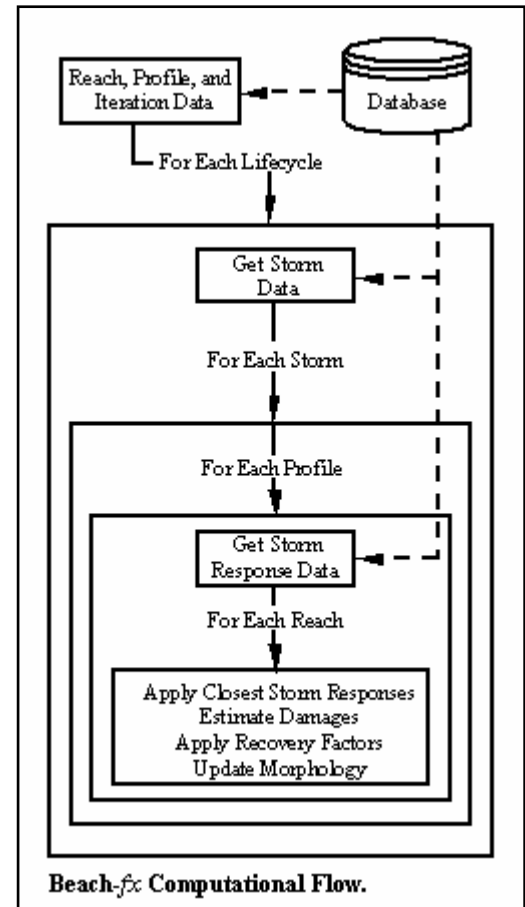 Reach, Profile, and
Iteration Data
Database
For Each Lifecycle
Get Storm
Data
For Each Storm
For Each Profile
Get Storm
Response Data
For Each Reach
Apply Closest Storm Responses
Estimate Damages
Apply Recovery Factors
Update Morphology
Beach-fx Computational Flow.